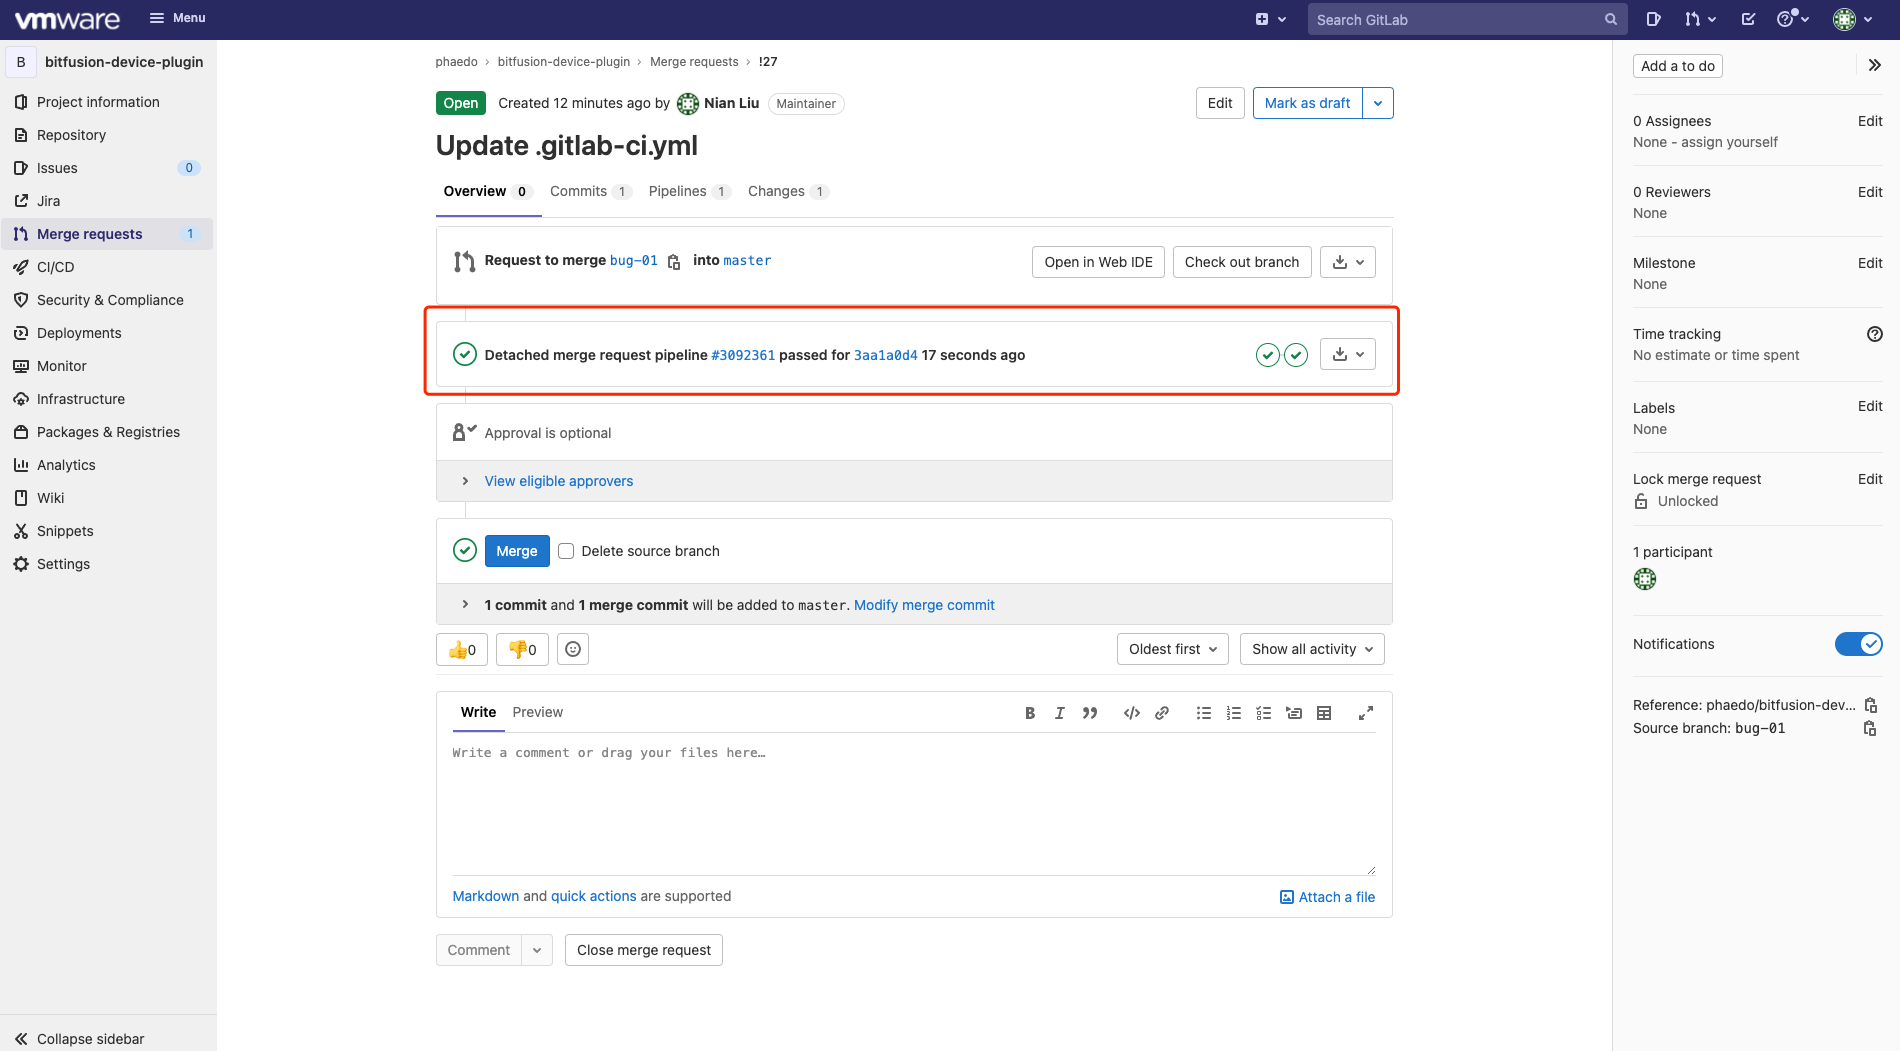 vmware Menu Search GitLab
B bitfusion-device-plugin
Project information
Repository
Issues 0
Jira
Merge requests 1
CI/CD
Security & Compliance
Deployments
Monitor
Infrastructure
Packages & Registries
Analytics
Wiki
Snippets
Settings
Collapse sidebar
phaedo › bitfusion-device-plugin › Merge requests › !27
Open Created 12 minutes ago by Nian Liu Maintainer Edit Mark as draft
Update .gitlab-ci.yml
Overview 0 Commits 1 Pipelines 1 Changes 1
Request to merge bug-01 into master Open in Web IDE Check out branch
Detached merge request pipeline #3092361 passed for 3aa1a0d4 17 seconds ago
Approval is optional
View eligible approvers
Merge Delete source branch
1 commit and 1 merge commit will be added to master. Modify merge commit
👍0 👎0 Oldest first Show all activity
Write Preview
Write a comment or drag your files here…
Markdown and quick actions are supported Attach a file
Comment Close merge request
Add a to do
0 Assignees Edit
None - assign yourself
0 Reviewers Edit
None
Milestone Edit
None
Time tracking
No estimate or time spent
Labels Edit
None
Lock merge request Edit
Unlocked
1 participant
Notifications
Reference: phaedo/bitfusion-dev...
Source branch: bug-01